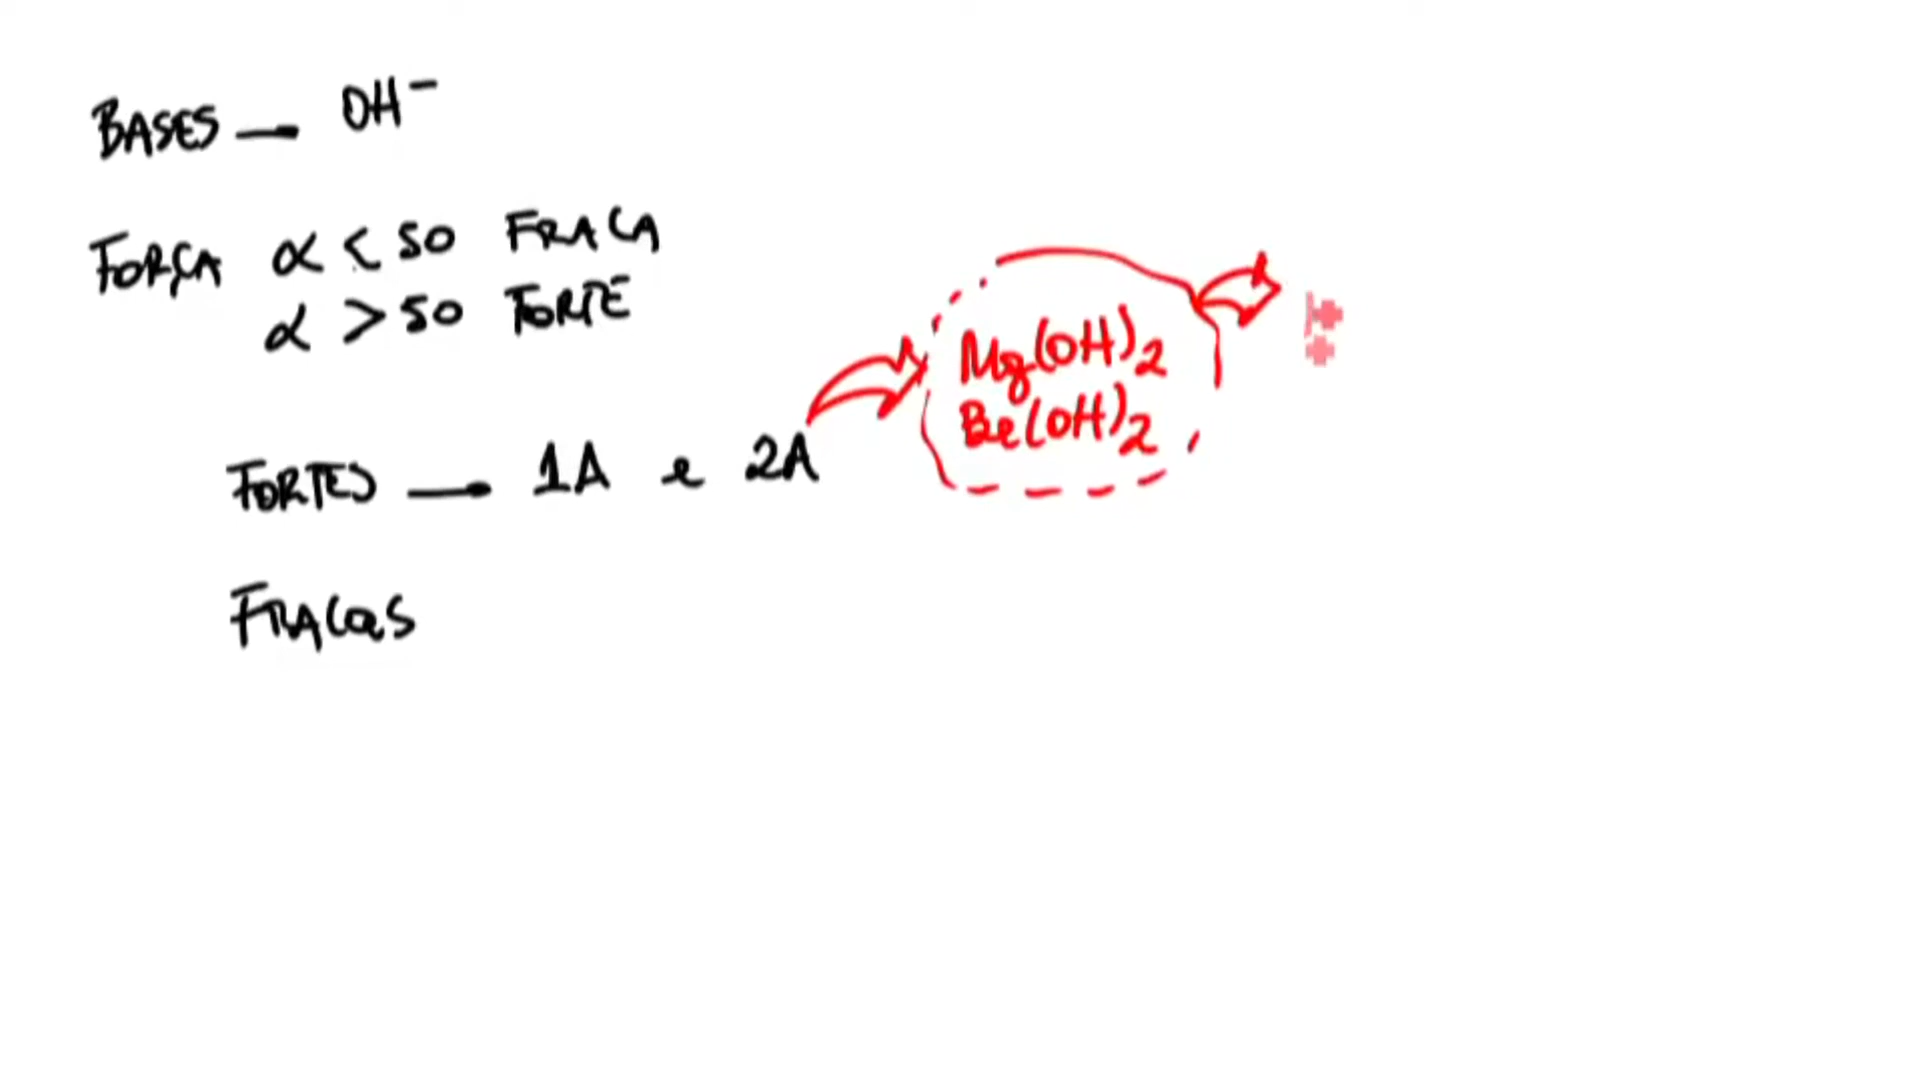 BASES — OH⁻
FORÇA α < 50 FRACA
α > 50 FORTE
Mg(OH)₂
Be(OH)₂
FORTES — 1A e 2A
FRACAS